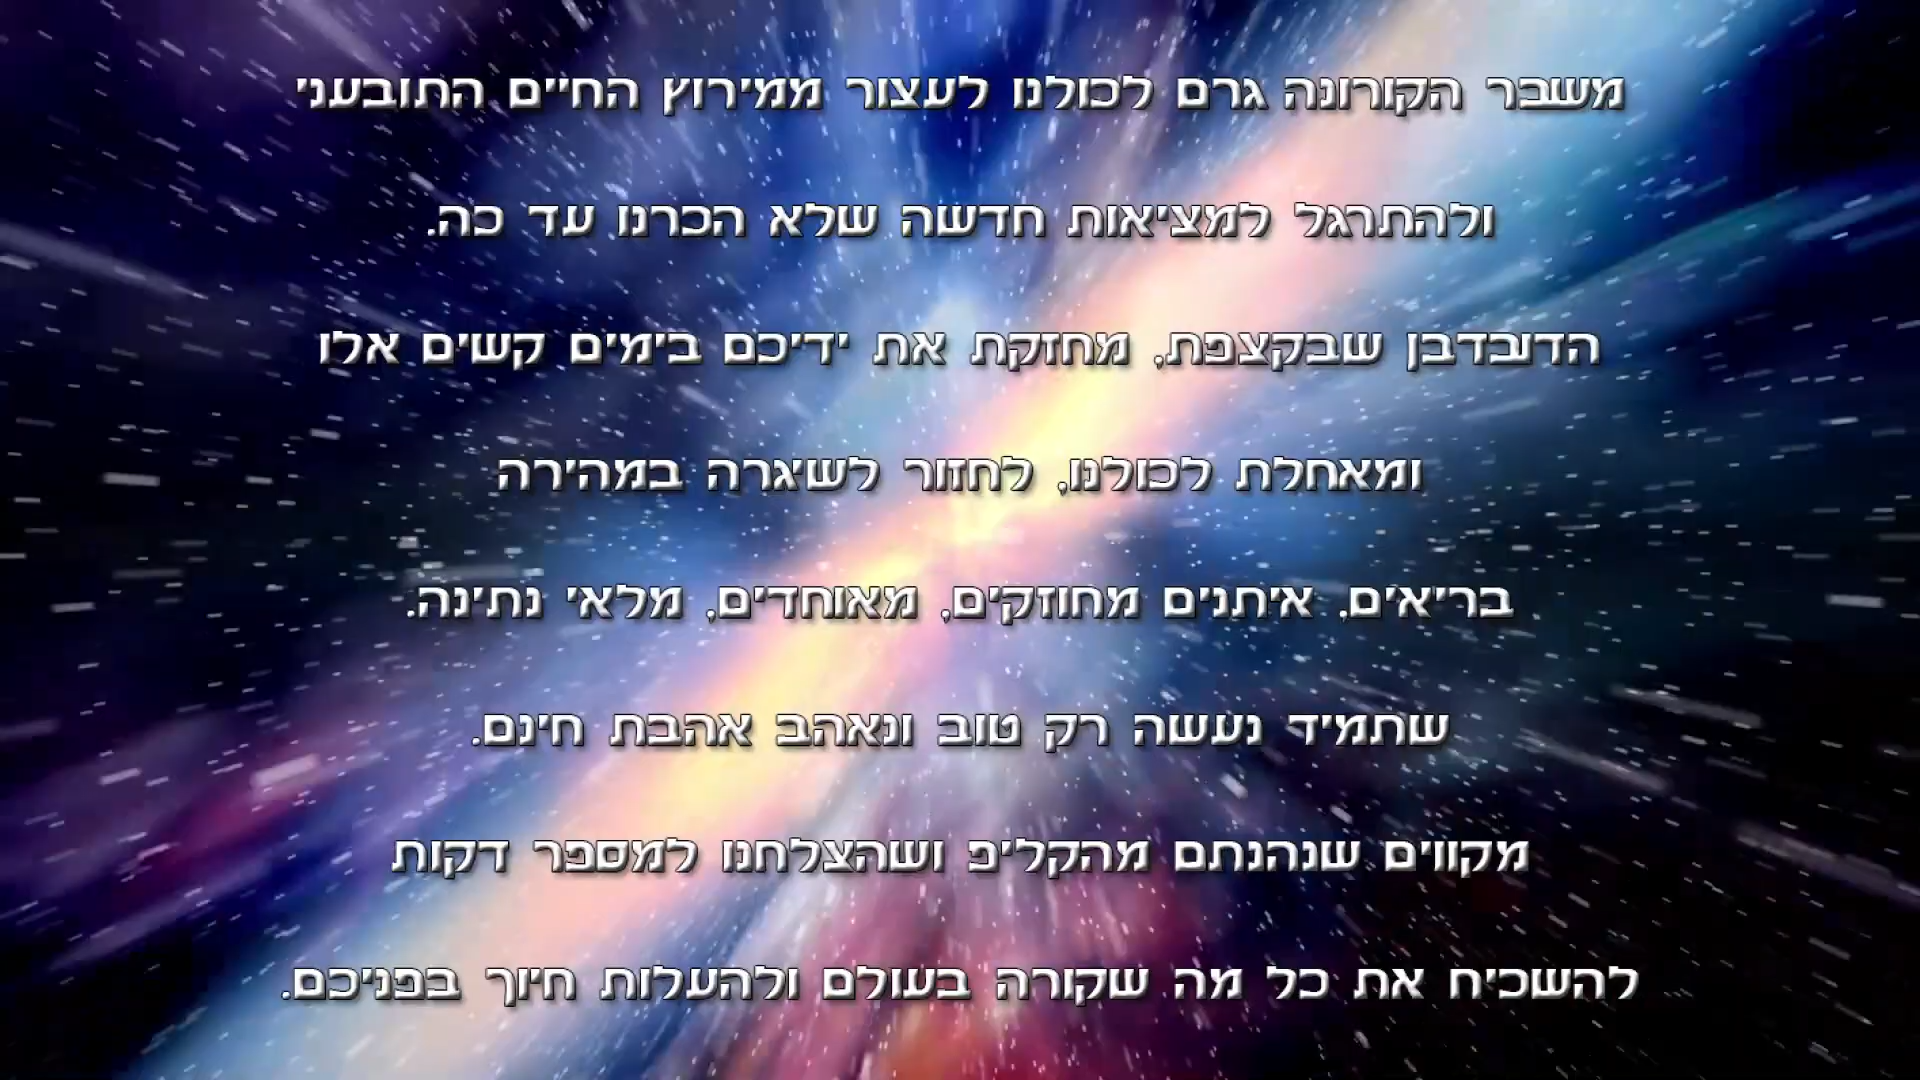 משבר הקורונה גרם לכולנו לעצור ממירוץ החיים התובעני
ולהתרגל למציאות חדשה שלא הכרנו עד כה.
הדובדבן שבקצפת, מחזקת את ידיכם בימים קשים אלו
ומאחלת לכולנו, לחזור לשיגרה במהירה
בריאים, איתנים מחוזקים, מאוחדים, מלאי נתינה.
שתמיד נעשה רק טוב ונאהב אהבת חינם.
מקווים שנהנתם מהקליפ ושהצלחנו למספר דקות
להשכיח את כל מה שקורה בעולם ולהעלות חיוך בפניכם.